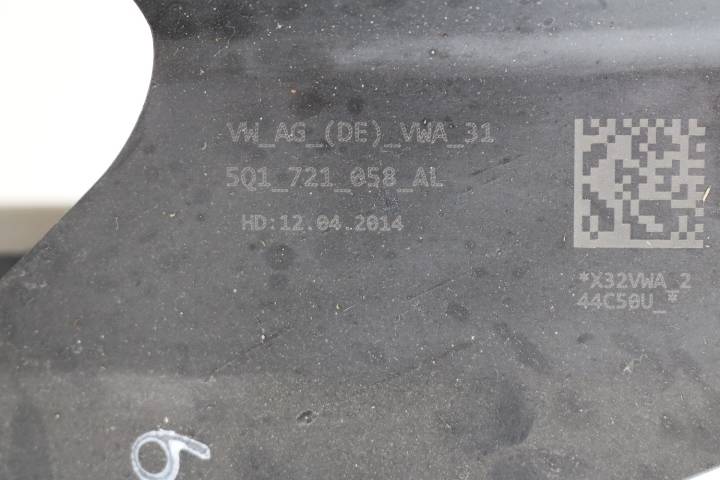 VW_AG_(DE)_VWA_31
5Q1_721_058_AL
HD:12.04.2014
*X32VWA_2
44C50U_*